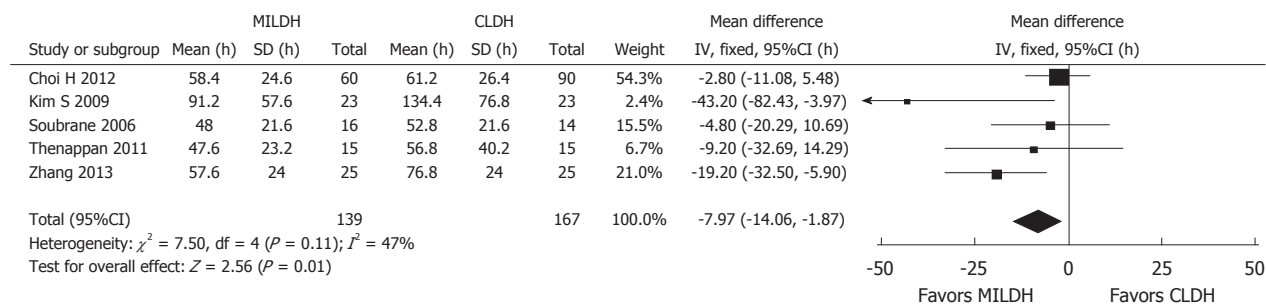 MILDH CLDH Mean difference Mean difference
Study or subgroup Mean (h) SD (h) Total Mean (h) SD (h) Total Weight IV, fixed, 95%CI (h) IV, fixed, 95%CI (h)
Choi H 2012 58.4 24.6 60 61.2 26.4 90 54.3% -2.80 (-11.08, 5.48)
Kim S 2009 91.2 57.6 23 134.4 76.8 23 2.4% -43.20 (-82.43, -3.97)
Soubrane 2006 48 21.6 16 52.8 21.6 14 15.5% -4.80 (-20.29, 10.69)
Thenappan 2011 47.6 23.2 15 56.8 40.2 15 6.7% -9.20 (-32.69, 14.29)
Zhang 2013 57.6 24 25 76.8 24 25 21.0% -19.20 (-32.50, -5.90)
Total (95%CI) 139 167 100.0% -7.97 (-14.06, -1.87)
Heterogeneity: χ² = 7.50, df = 4 (P = 0.11); I² = 47%
Test for overall effect: Z = 2.56 (P = 0.01)
-50 -25 0 25 50
Favors MILDH Favors CLDH